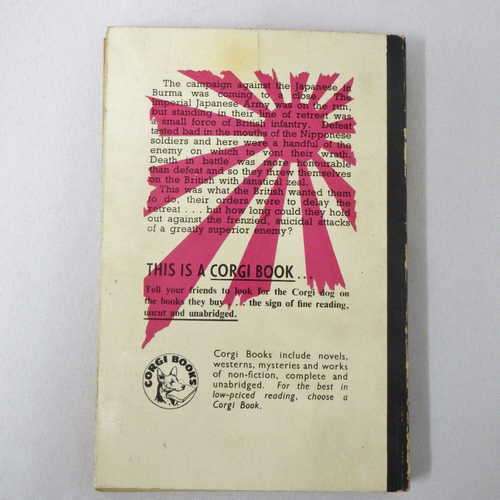 The campaign against the Japanese in
Burma was coming to a close. The
Imperial Japanese Army was on the run,
but standing in their line of retreat was
a small force of British infantry. Defeat
tasted bad in the mouths of the Nipponese
soldiers and here were a handful of the
enemy on which to vent their wrath.
Death in battle was more honourable
than defeat and so they threw themselves
on the British with fanatical zeal.
This was what the British wanted them
to do, their orders were to delay the
retreat . . . but how long could they hold
out against the frenzied, suicidal attacks
of a greatly superior enemy?
THIS IS A CORGI BOOK . . .
Tell your friends to look for the Corgi dog on
the books they buy . . . the sign of fine reading,
uncut and unabridged.
CORGI BOOKS
Corgi Books include novels,
westerns, mysteries and works
of non-fiction, complete and
unabridged. For the best in
low-priced reading, choose a
Corgi Book.